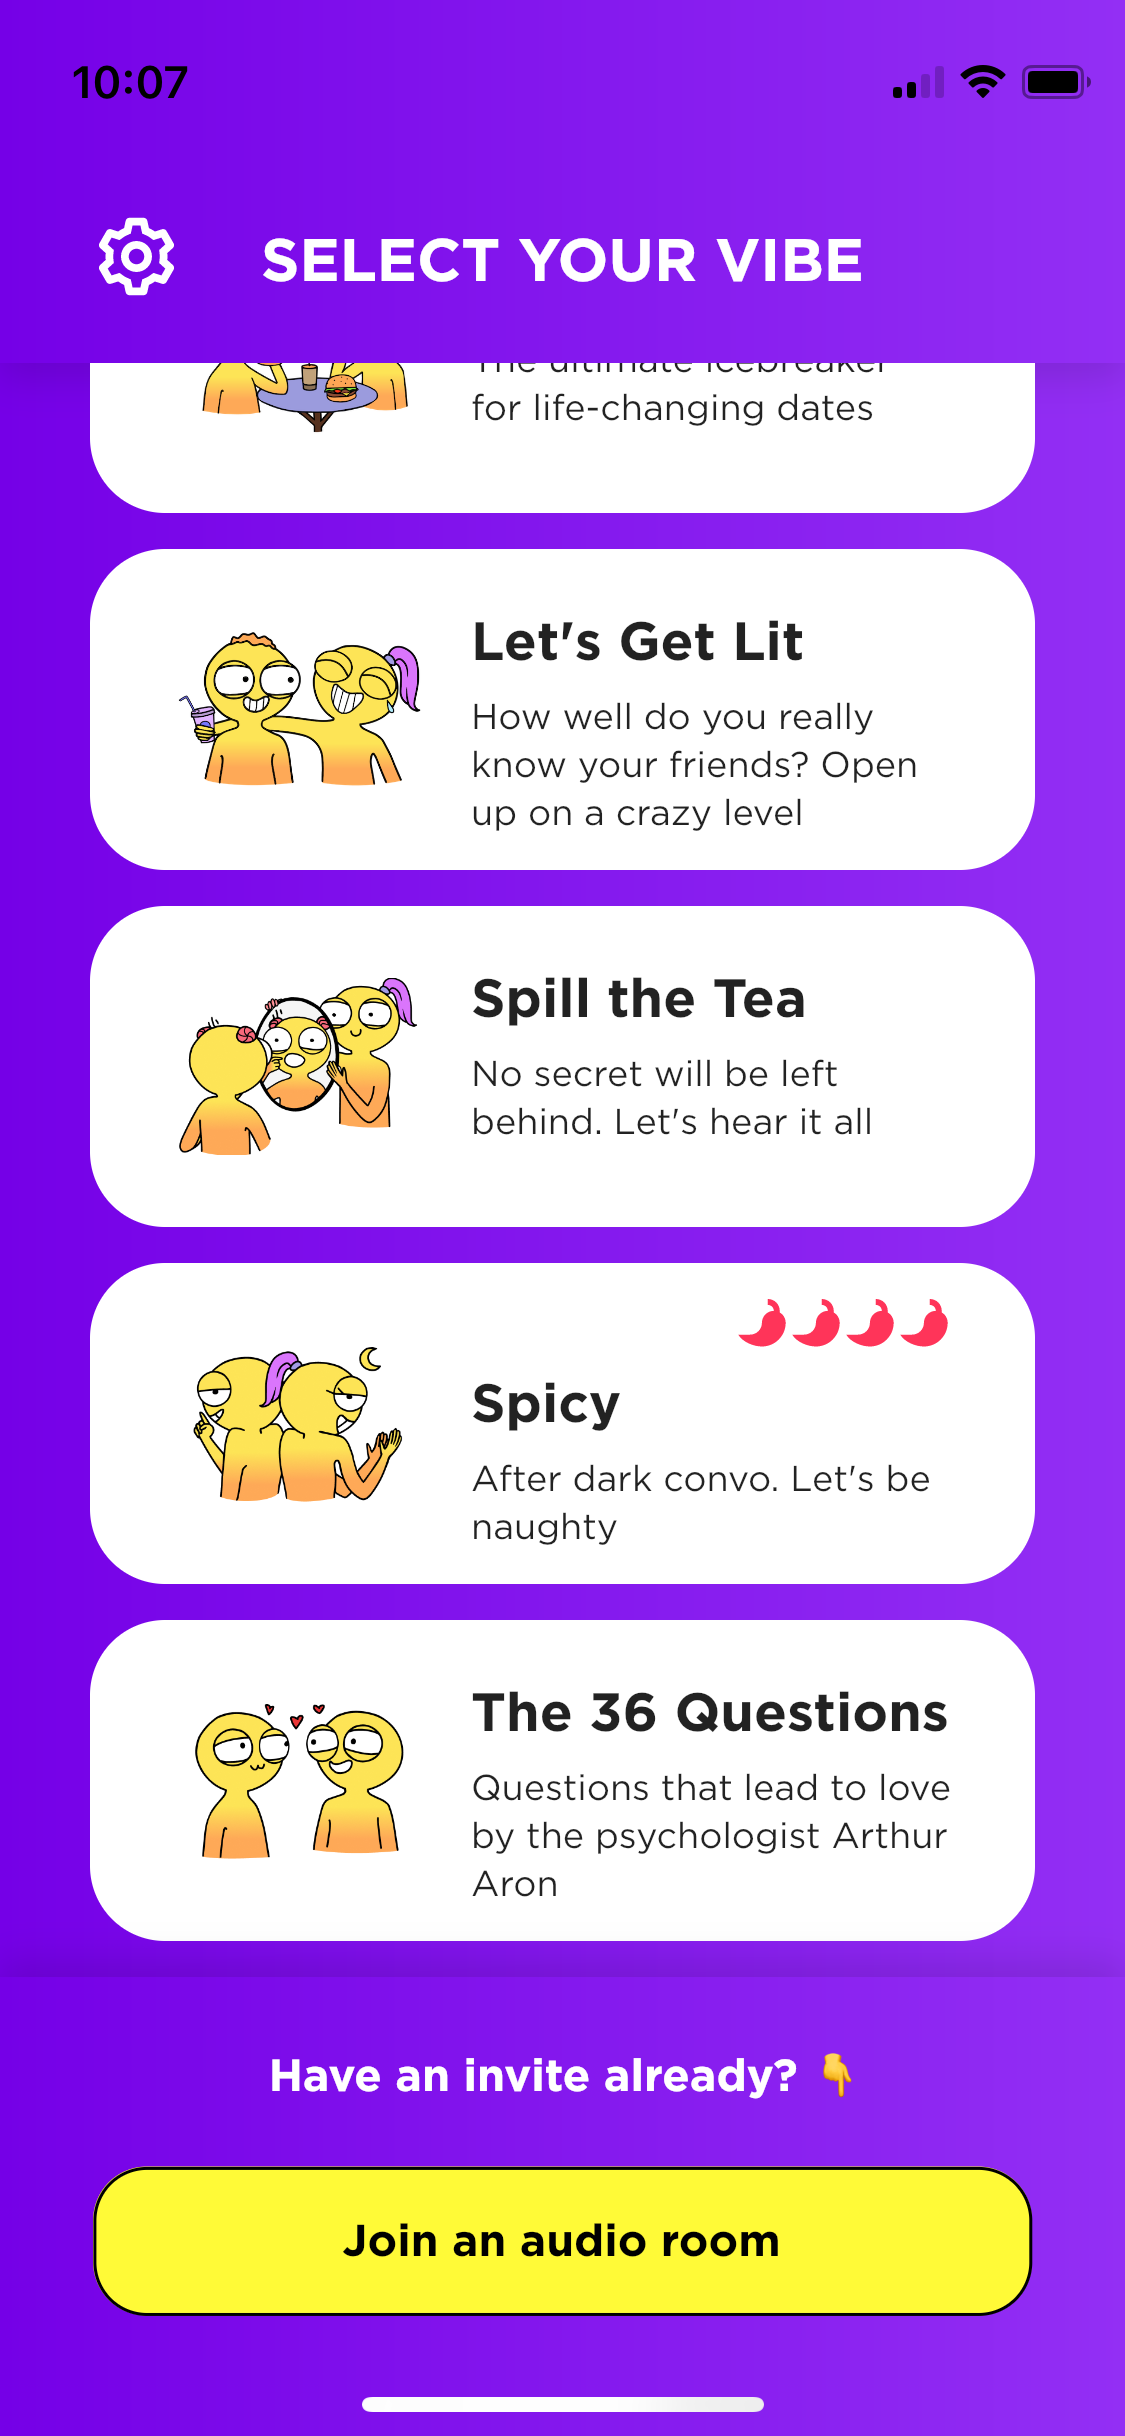 10:07
SELECT YOUR VIBE
The ultimate icebreaker
for life-changing dates
Let's Get Lit
How well do you really
know your friends? Open
up on a crazy level
Spill the Tea
No secret will be left
behind. Let's hear it all
Spicy
After dark convo. Let's be
naughty
The 36 Questions
Questions that lead to love
by the psychologist Arthur
Aron
Have an invite already? 👇
Join an audio room